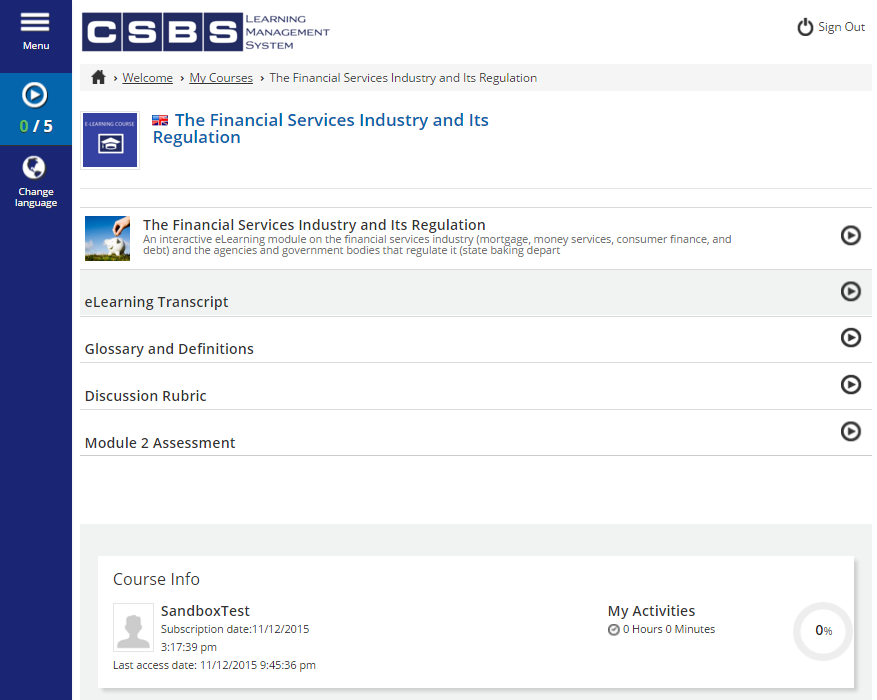 Menu
0 / 5
Change
language
CSBS LEARNING
MANAGEMENT
SYSTEM
Sign Out
› Welcome › My Courses › The Financial Services Industry and Its Regulation
E-LEARNING COURSE
The Financial Services Industry and Its
Regulation
The Financial Services Industry and Its Regulation
An interactive eLearning module on the financial services industry (mortgage, money services, consumer finance, and
debt) and the agencies and government bodies that regulate it (state baking depart
eLearning Transcript
Glossary and Definitions
Discussion Rubric
Module 2 Assessment
Course Info
SandboxTest
Subscription date:11/12/2015
3:17:39 pm
Last access date: 11/12/2015 9:45:36 pm
My Activities
0 Hours 0 Minutes
0%